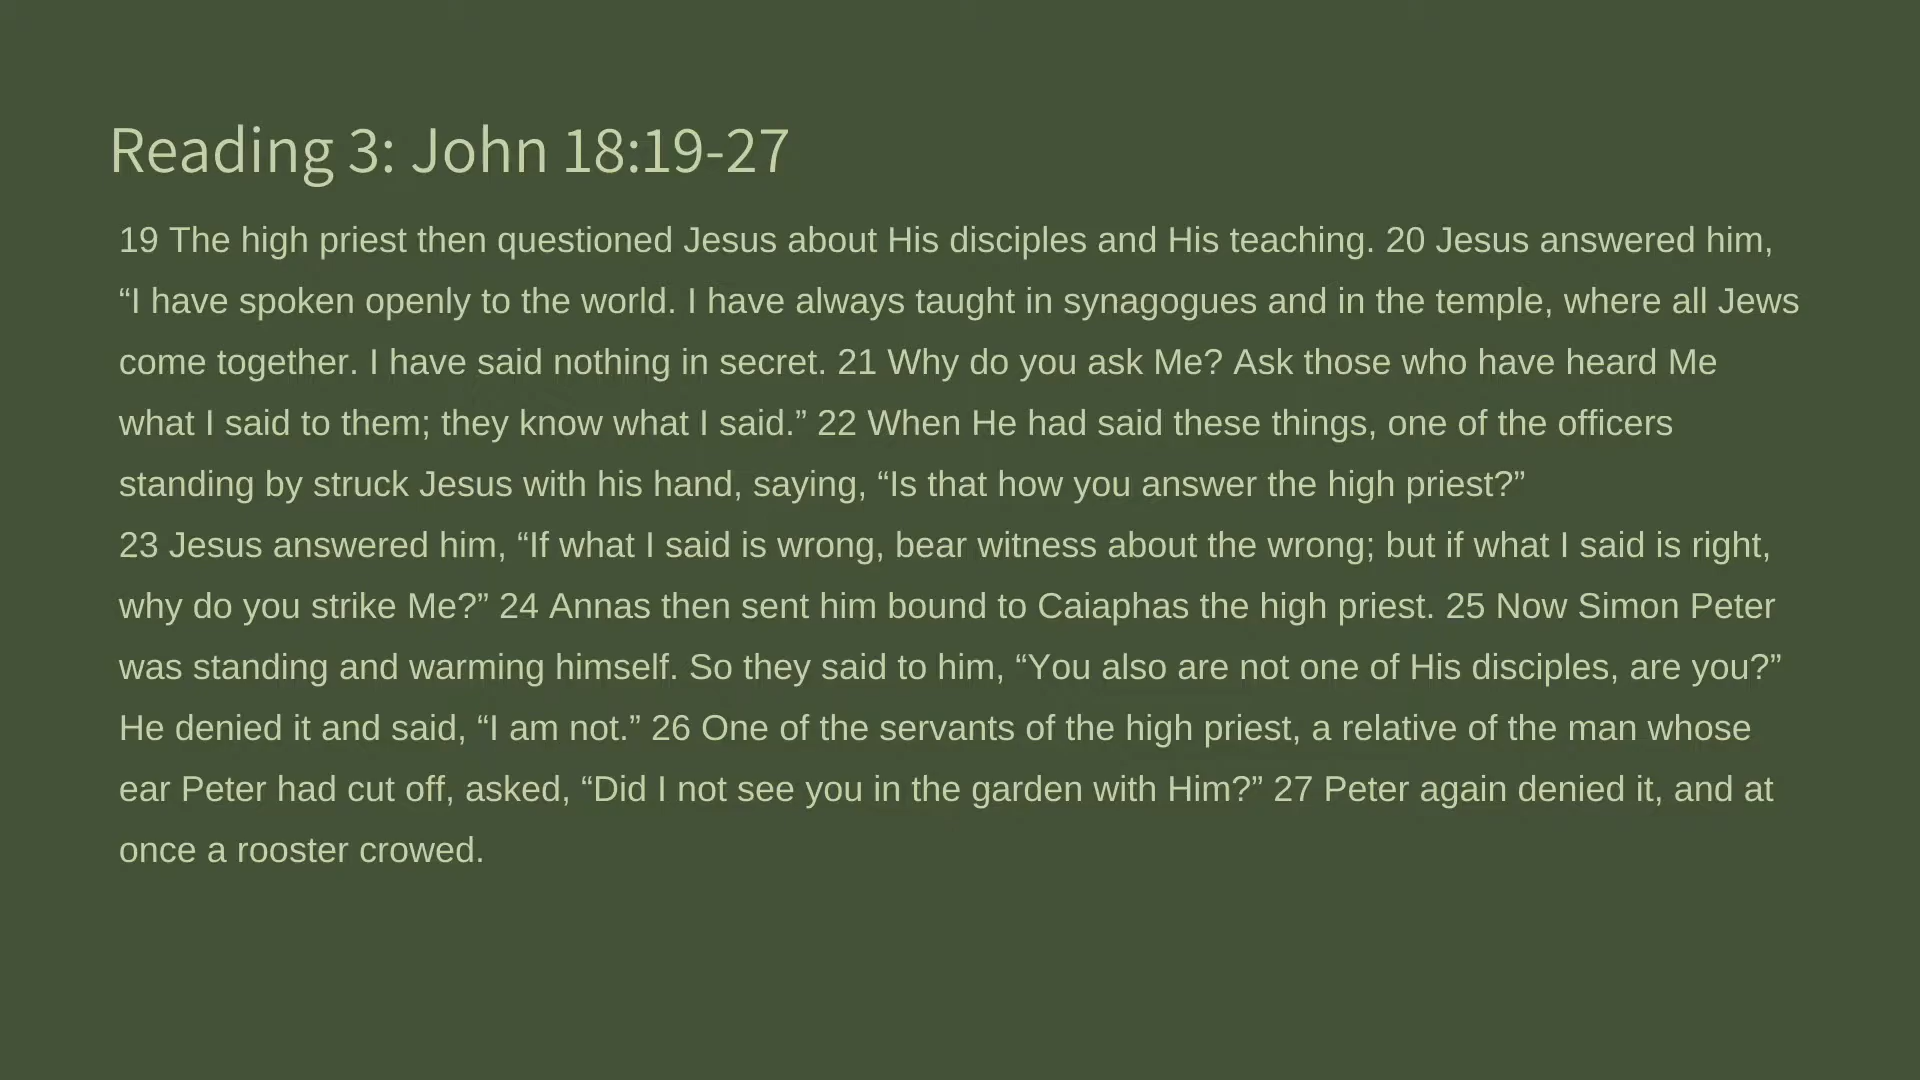 Reading 3: John 18:19-27
19 The high priest then questioned Jesus about His disciples and His teaching. 20 Jesus answered him,
“I have spoken openly to the world. I have always taught in synagogues and in the temple, where all Jews
come together. I have said nothing in secret. 21 Why do you ask Me? Ask those who have heard Me
what I said to them; they know what I said.” 22 When He had said these things, one of the officers
standing by struck Jesus with his hand, saying, “Is that how you answer the high priest?”
23 Jesus answered him, “If what I said is wrong, bear witness about the wrong; but if what I said is right,
why do you strike Me?” 24 Annas then sent him bound to Caiaphas the high priest. 25 Now Simon Peter
was standing and warming himself. So they said to him, “You also are not one of His disciples, are you?”
He denied it and said, “I am not.” 26 One of the servants of the high priest, a relative of the man whose
ear Peter had cut off, asked, “Did I not see you in the garden with Him?” 27 Peter again denied it, and at
once a rooster crowed.